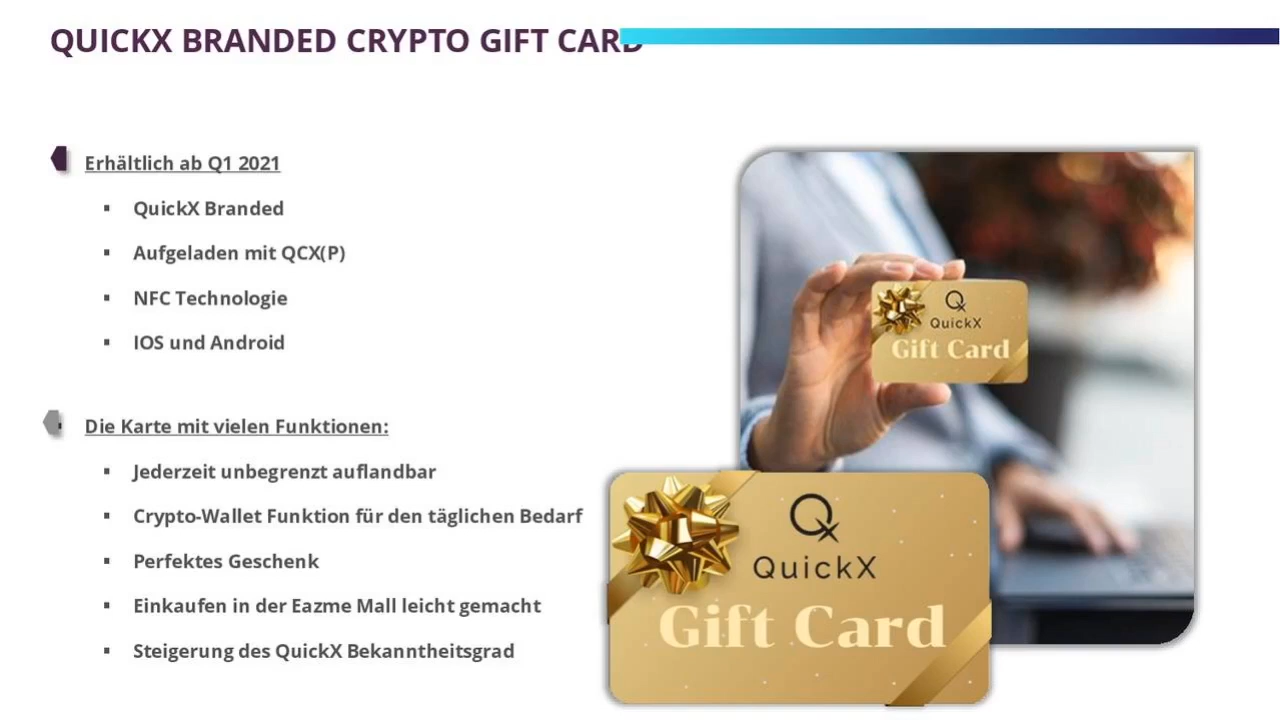 QUICKX BRANDED CRYPTO GIFT CARD
Erhältlich ab Q1 2021
QuickX Branded
Aufgeladen mit QCX(P)
NFC Technologie
IOS und Android
Die Karte mit vielen Funktionen:
Jederzeit unbegrenzt auflandbar
Crypto-Wallet Funktion für den täglichen Bedarf
Perfektes Geschenk
Einkaufen in der Eazme Mall leicht gemacht
Steigerung des QuickX Bekanntheitsgrad
QuickX
Gift Card
QuickX
Gift Card